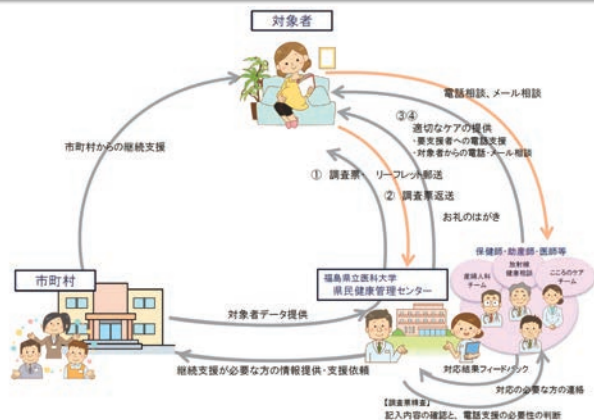 対象者
電話相談、メール相談
③④
適切なケアの提供
・要支援者への電話支援
・対象者からの電話・メール相談
市町村からの継続支援
① 調査票・リーフレット郵送
② 調査票返送
お礼のはがき
保健師・助産師・医師等
放射線
健康相談
産婦人科
チーム
こころのケア
チーム
市町村
福島県立医科大学
県民健康管理センター
対象者データ提供
継続支援が必要な方の情報提供・支援依頼
対応結果フィードバック
対応の必要な方の連絡
【調査票精査】
記入内容の確認と、電話支援の必要性の判断